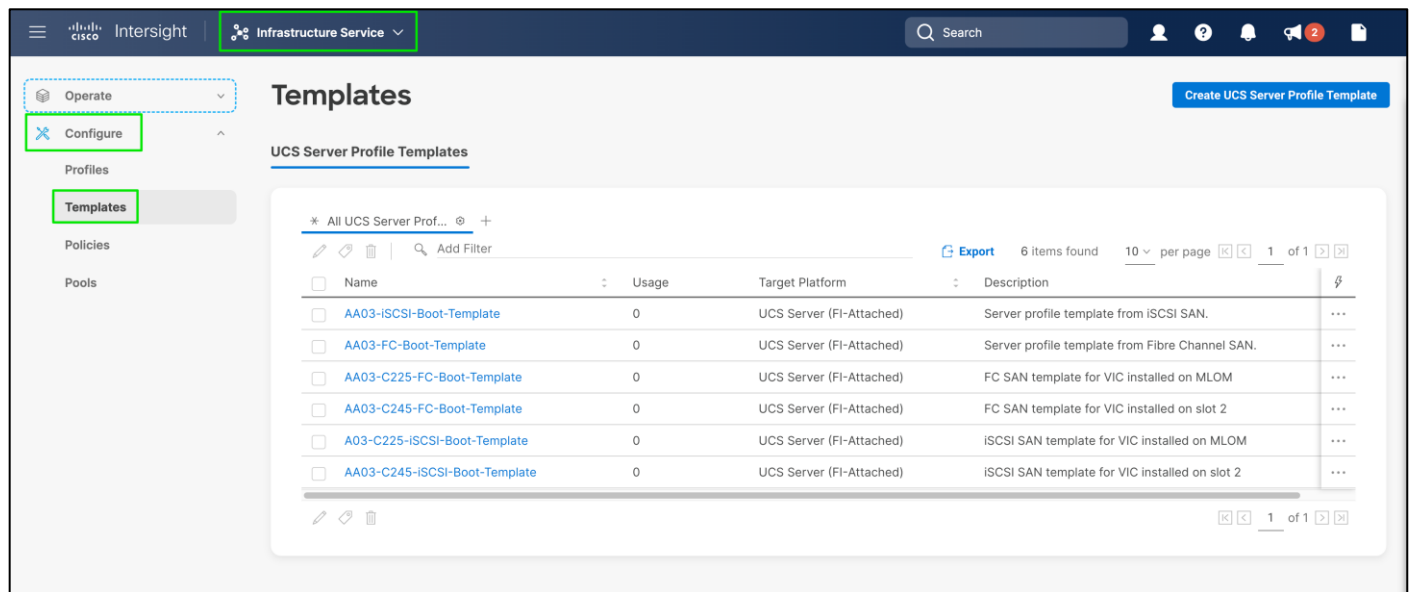 cisco Intersight Infrastructure Service Search 2
Operate
Configure
Profiles
Templates
Policies
Pools
Templates
Create UCS Server Profile Template
UCS Server Profile Templates
All UCS Server Prof... +
Add Filter Export 6 items found 10 per page 1 of 1
Name Usage Target Platform Description
AA03-iSCSI-Boot-Template 0 UCS Server (FI-Attached) Server profile template from iSCSI SAN. ...
AA03-FC-Boot-Template 0 UCS Server (FI-Attached) Server profile template from Fibre Channel SAN. ...
AA03-C225-FC-Boot-Template 0 UCS Server (FI-Attached) FC SAN template for VIC installed on MLOM ...
AA03-C245-FC-Boot-Template 0 UCS Server (FI-Attached) FC SAN template for VIC installed on slot 2 ...
A03-C225-iSCSI-Boot-Template 0 UCS Server (FI-Attached) iSCSI SAN template for VIC installed on MLOM ...
AA03-C245-iSCSI-Boot-Template 0 UCS Server (FI-Attached) iSCSI SAN template for VIC installed on slot 2 ...
1 of 1